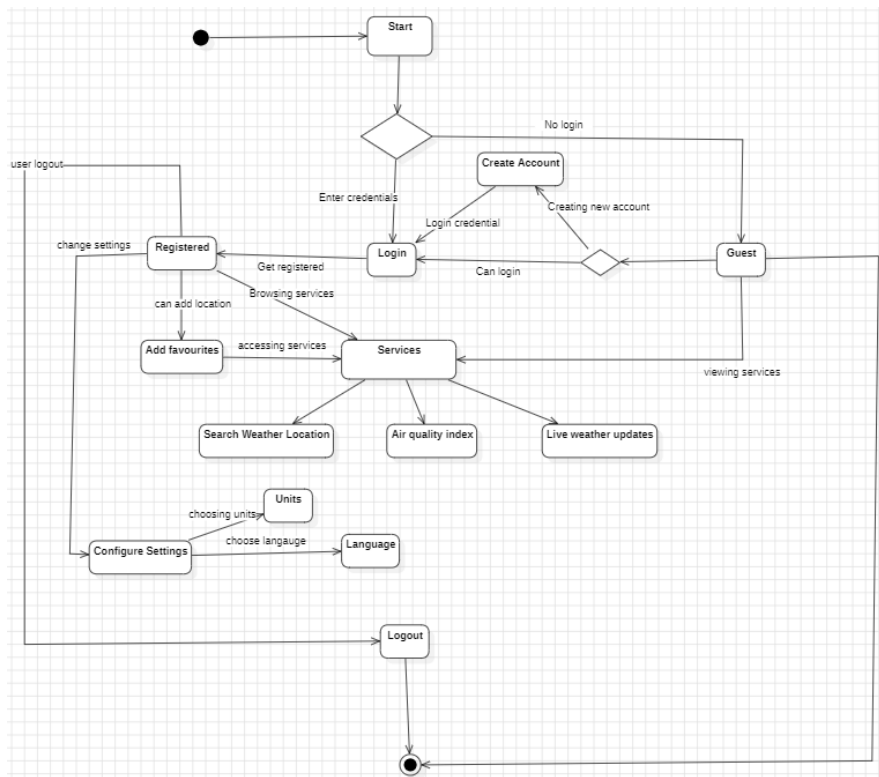 Start
No login
Create Account
user logout
Enter credentials
Creating new account
Login credential
Registered
change settings
Login
Guest
Get registered
Can login
Browsing services
can add location
accessing services
Add favourites
Services
viewing services
Search Weather Location
Air quality index
Live weather updates
Units
choosing units
choose langauge
Language
Configure Settings
Logout